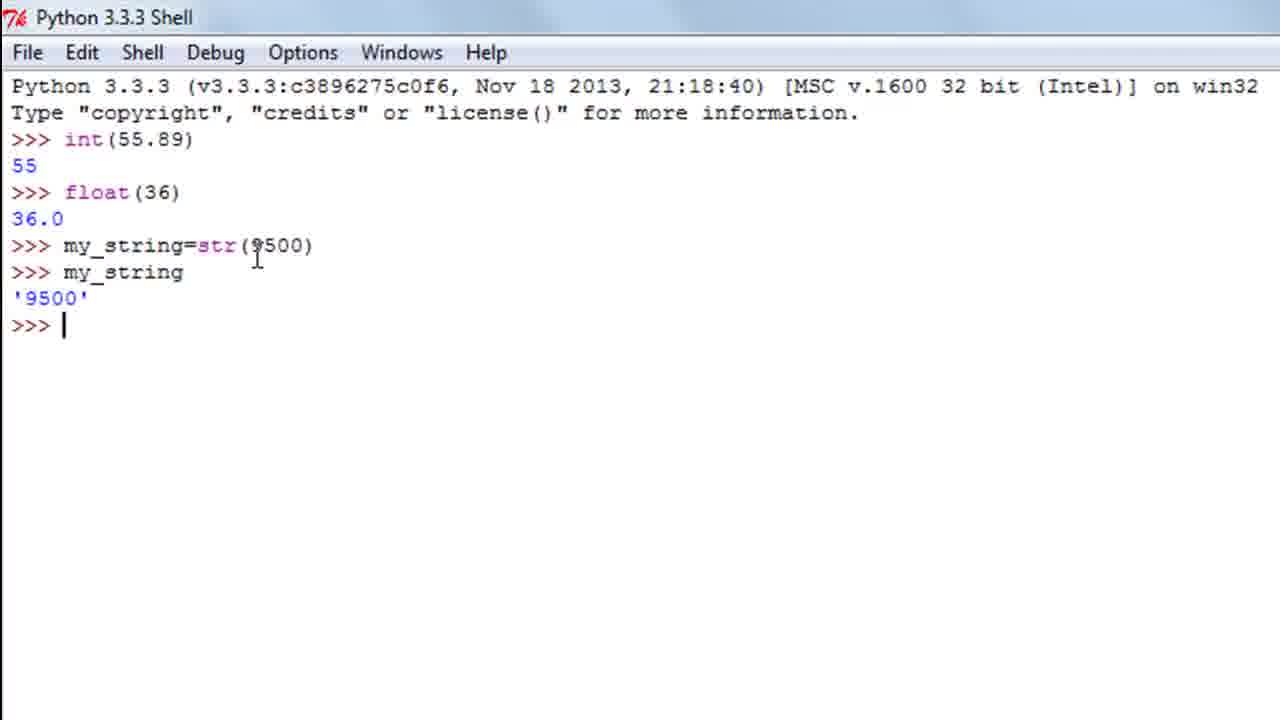 Python 3.3.3 Shell
File Edit Shell Debug Options Windows Help
Python 3.3.3 (v3.3.3:c3896275c0f6, Nov 18 2013, 21:18:40) [MSC v.1600 32 bit (Intel)] on win32
Type "copyright", "credits" or "license()" for more information.
>>> int(55.89)
55
>>> float(36)
36.0
>>> my_string=str(9500)
>>> my_string
'9500'
>>>